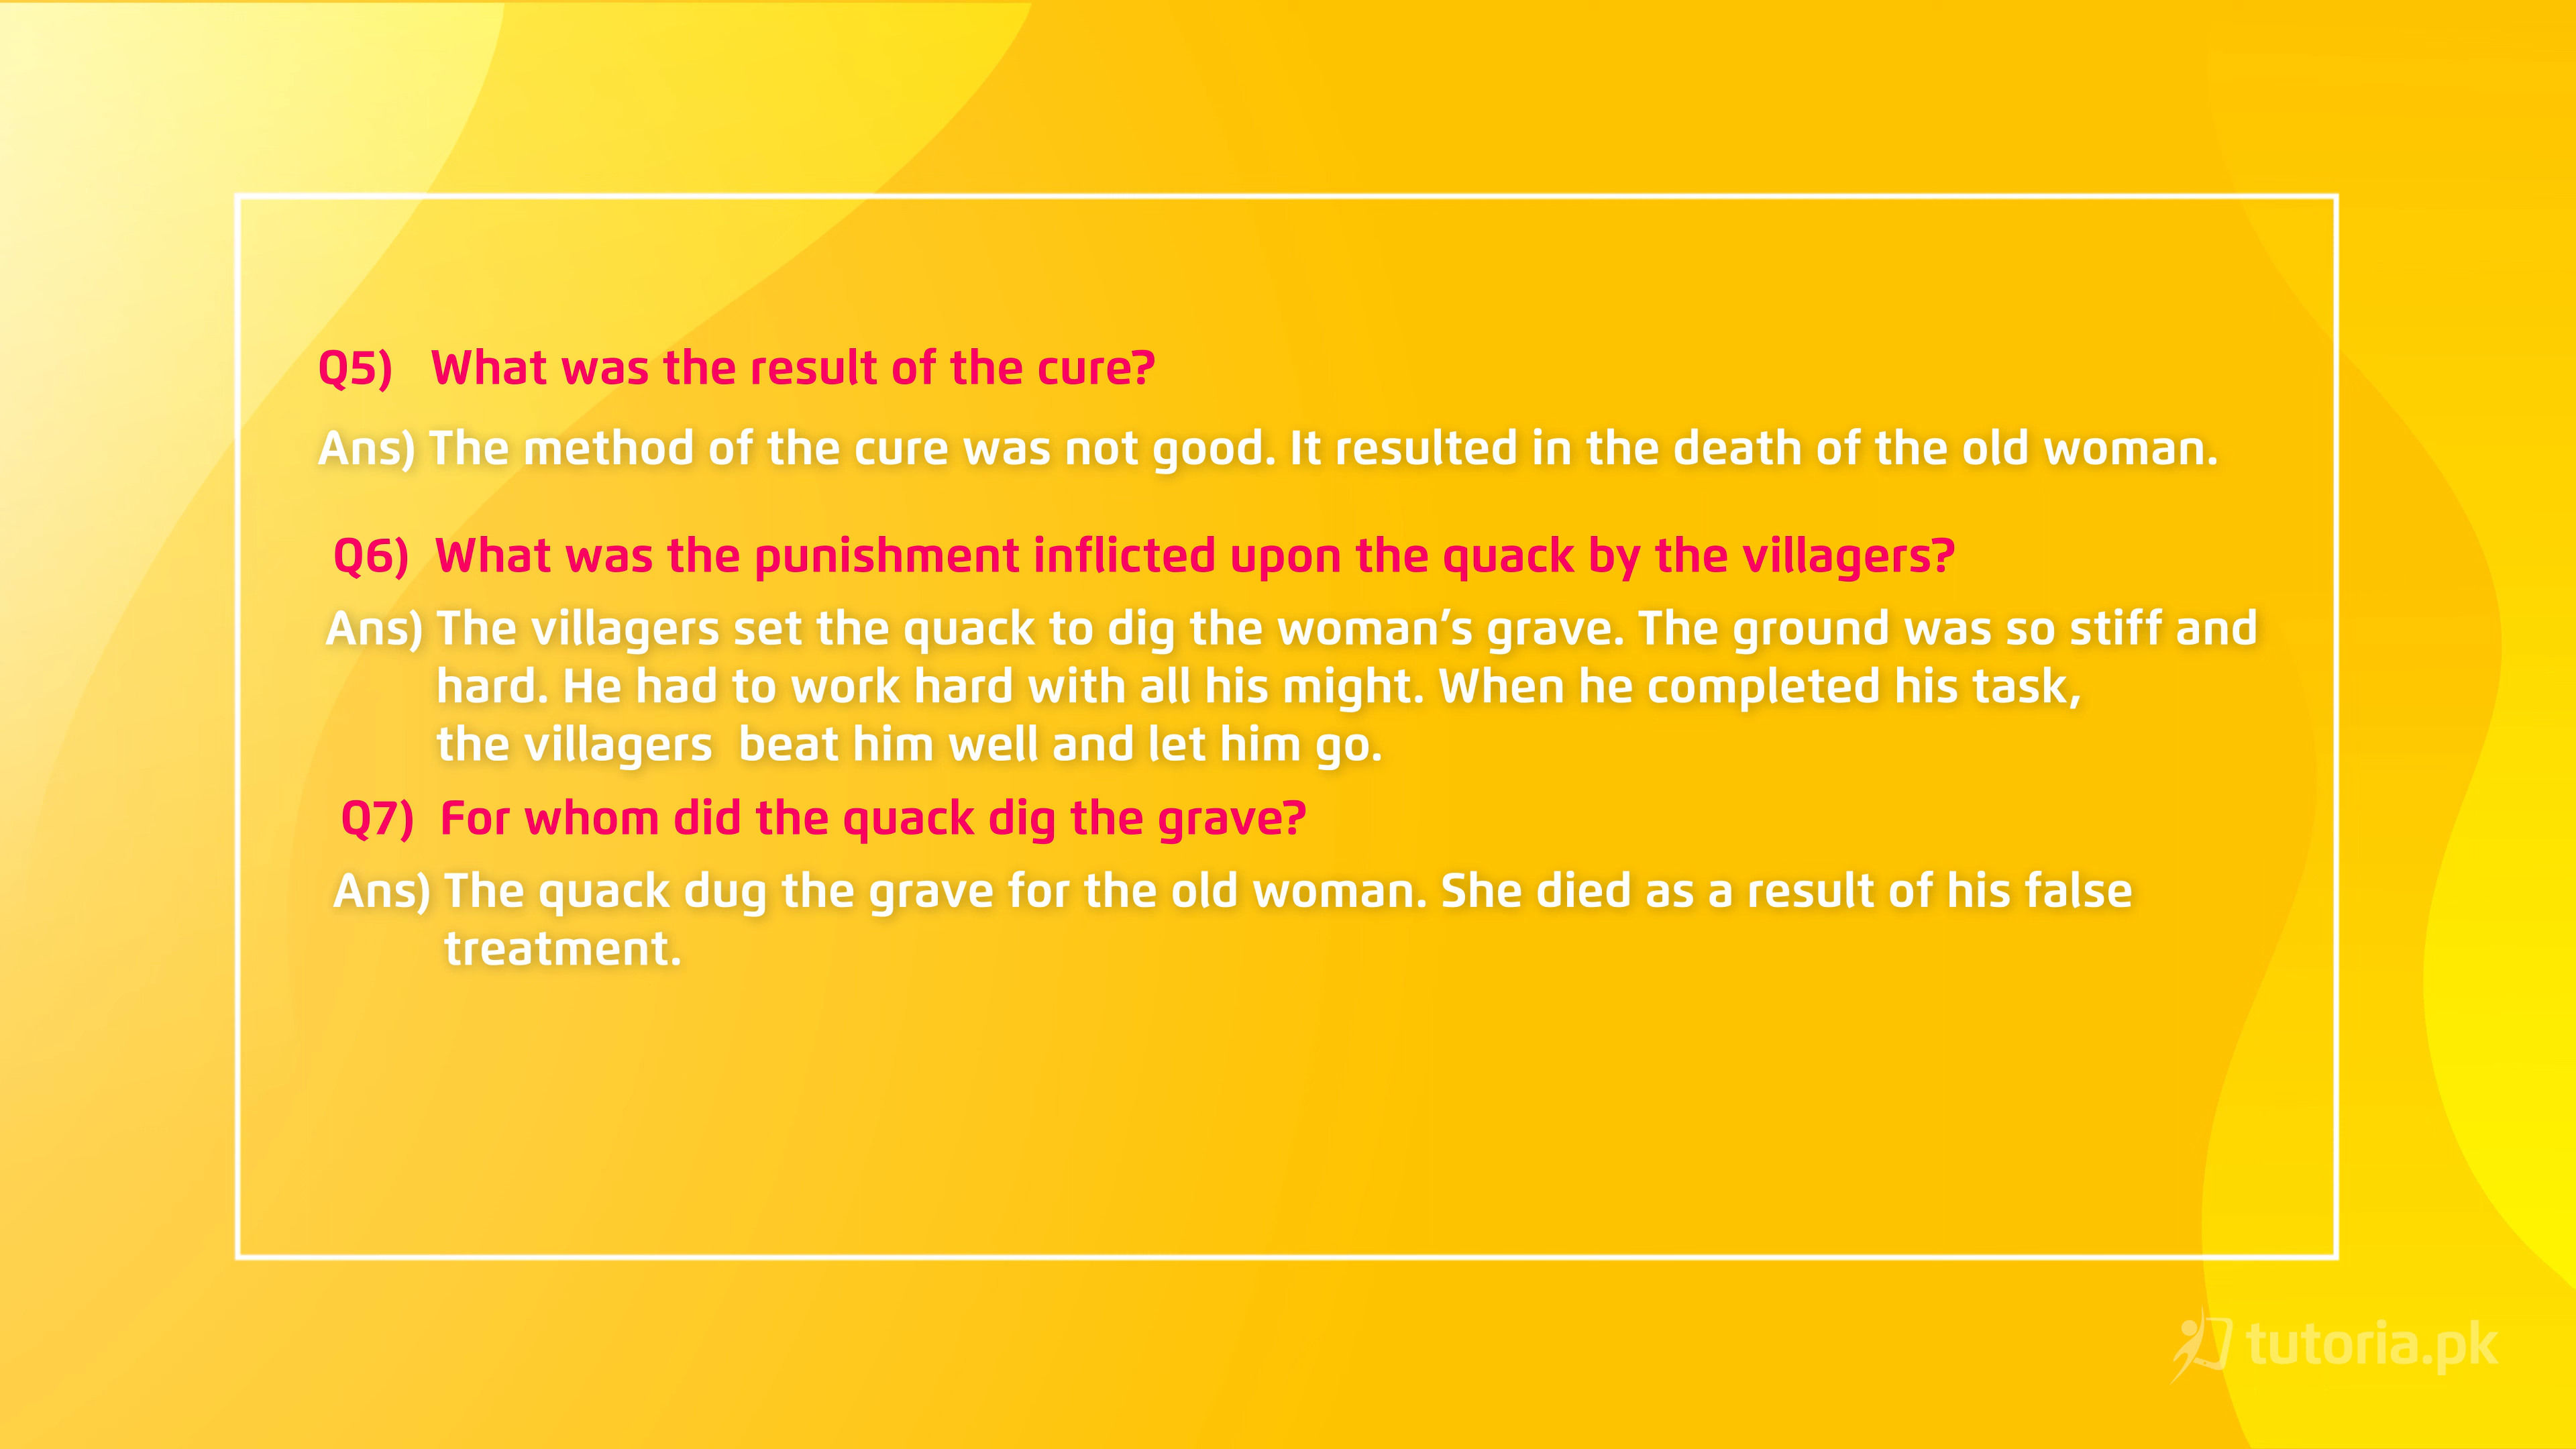 Q5) What was the result of the cure?
Ans) The method of the cure was not good. It resulted in the death of the old woman.
Q6) What was the punishment inflicted upon the quack by the villagers?
Ans) The villagers set the quack to dig the woman's grave. The ground was so stiff and
hard. He had to work hard with all his might. When he completed his task,
the villagers beat him well and let him go.
Q7) For whom did the quack dig the grave?
Ans) The quack dug the grave for the old woman. She died as a result of his false
treatment.
tutoria.pk